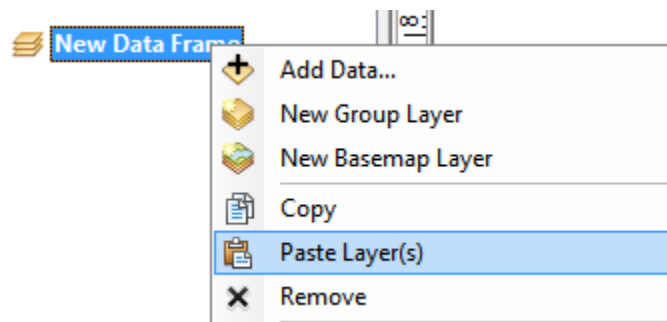 New Data Frame
Add Data...
New Group Layer
New Basemap Layer
Copy
Paste Layer(s)
Remove